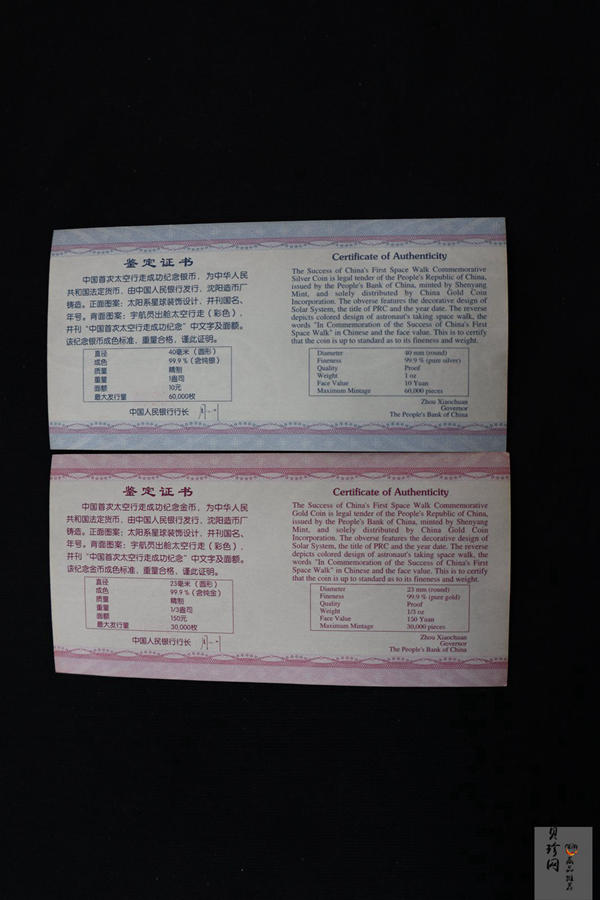 鉴定证书
中国首次太空行走成功纪念银币，为中华人民
共和国法定货币，由中国人民银行发行，沈阳造币厂
铸造。正面图案：太阳系星球装饰设计，并刊国名、
年号。背面图案：宇航员出舱太空行走（彩色），
并刊“中国首次太空行走成功纪念”中文字及面额。
该纪念银币成色标准，重量合格，谨此证明。
直径 40毫米（圆形）
成色 99.9％（含纯银）
质量 精制
重量 1盎司
面额 10元
最大发行量 60,000枚
中国人民银行行长
Certificate of Authenticity
The Success of China's First Space Walk Commemorative
Silver Coin is legal tender of the People's Republic of China,
issued by the People's Bank of China, minted by Shenyang
Mint, and solely distributed by China Gold Coin
Incorporation. The obverse features the decorative design of
Solar System, the title of PRC and the year date. The reverse
depicts colored design of astronaut's taking space walk, the
words "In Commemoration of the Success of China's First
Space Walk" in Chinese and the face value. This is to certify
that the coin is up to standard as to its fineness and weight.
Diameter 40 mm (round)
Fineness 99.9% (pure silver)
Quality Proof
Weight 1 oz
Face Value 10 Yuan
Maximum Mintage 60,000 pieces
Zhou Xiaochuan
Governor
The People's Bank of China
鉴定证书
中国首次太空行走成功纪念金币，为中华人民
共和国法定货币，由中国人民银行发行，沈阳造币厂
铸造。正面图案：太阳系星球装饰设计，并刊国名、
年号。背面图案：宇航员出舱太空行走（彩色），
并刊“中国首次太空行走成功纪念”中文字及面额。
该纪念金币成色标准，重量合格，谨此证明。
直径 23毫米（圆形）
成色 99.9％（含纯金）
质量 精制
重量 1/3盎司
面额 150元
最大发行量 30,000枚
中国人民银行行长
Certificate of Authenticity
The Success of China's First Space Walk Commemorative
Gold Coin is legal tender of the People's Republic of China,
issued by the People's Bank of China, minted by Shenyang
Mint, and solely distributed by China Gold Coin
Incorporation. The obverse features the decorative design of
Solar System, the title of PRC and the year date. The reverse
depicts colored design of astronaut's taking space walk, the
words "In Commemoration of the Success of China's First
Space Walk" in Chinese and the face value. This is to certify
that the coin is up to standard as to its fineness and weight.
Diameter 23 mm (round)
Fineness 99.9% (pure gold)
Quality Proof
Weight 1/3 oz
Face Value 150 Yuan
Maximum Mintage 30,000 pieces
Zhou Xiaochuan
Governor
The People's Bank of China
贝珍网